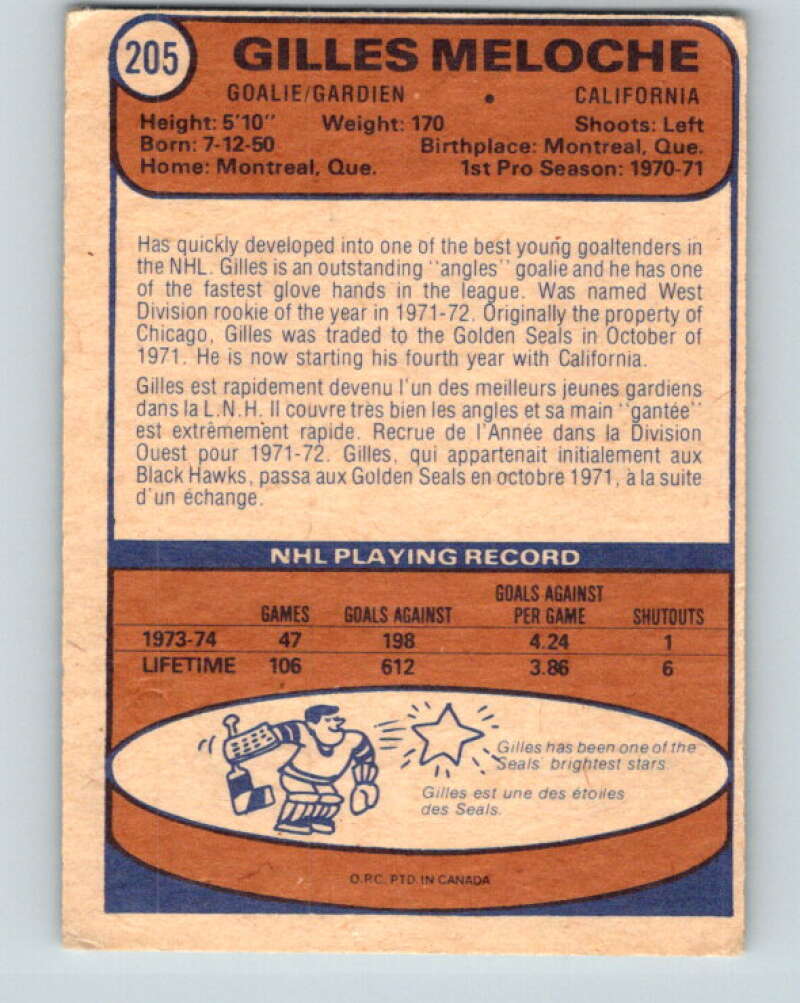 205 GILLES MELOCHE
GOALIE/GARDIEN • CALIFORNIA
Height: 5'10" Weight: 170 Shoots: Left
Born: 7-12-50 Birthplace: Montreal, Que.
Home: Montreal, Que. 1st Pro Season: 1970-71
Has quickly developed into one of the best young goaltenders in
the NHL. Gilles is an outstanding "angles" goalie and he has one
of the fastest glove hands in the league. Was named West
Division rookie of the year in 1971-72. Originally the property of
Chicago, Gilles was traded to the Golden Seals in October of
1971. He is now starting his fourth year with California.
Gilles est rapidement devenu l'un des meilleurs jeunes gardiens
dans la L.N.H. Il couvre très bien les angles et sa main "gantée"
est extrêmement rapide. Recrue de l'Année dans la Division
Ouest pour 1971-72. Gilles, qui appartenait initialement aux
Black Hawks, passa aux Golden Seals en octobre 1971, à la suite
d'un échange.
NHL PLAYING RECORD
GAMES GOALS AGAINST GOALS AGAINST PER GAME SHUTOUTS
1973-74 47 198 4.24 1
LIFETIME 106 612 3.86 6
Gilles has been one of the
Seals' brightest stars.
Gilles est une des étoiles
des Seals.
O.P.C. PTD. IN CANADA